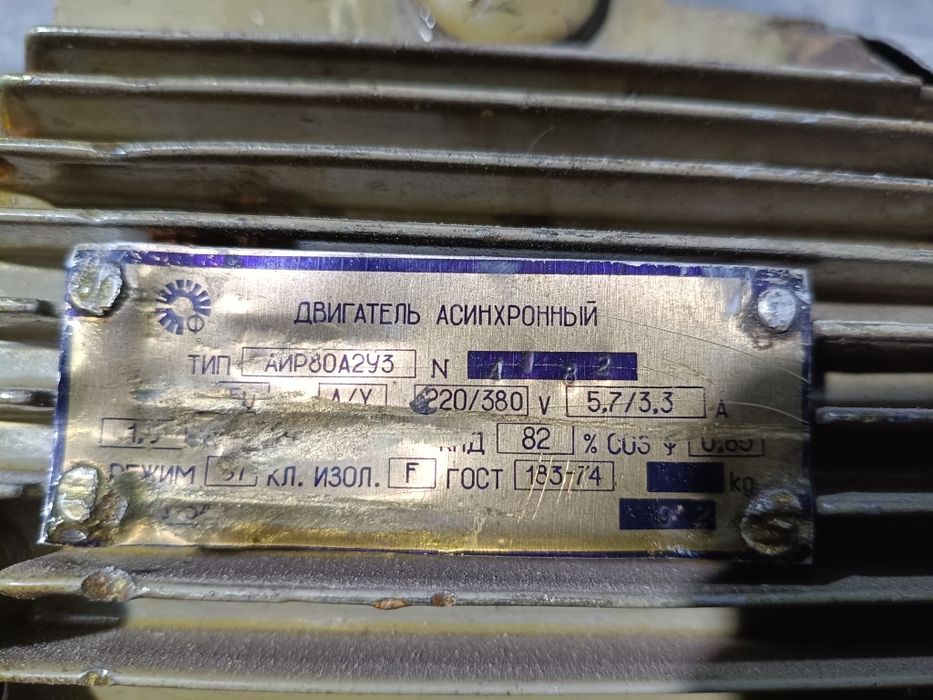 ДВИГАТЕЛЬ АСИНХРОННЫЙ
ТИП АИР80А2У3 N
220/380 V 5,7/3,3 А
КПД 82 % COS φ 0,85
РЕЖИМ S1 КЛ. ИЗОЛ. F ГОСТ 183-74 kg